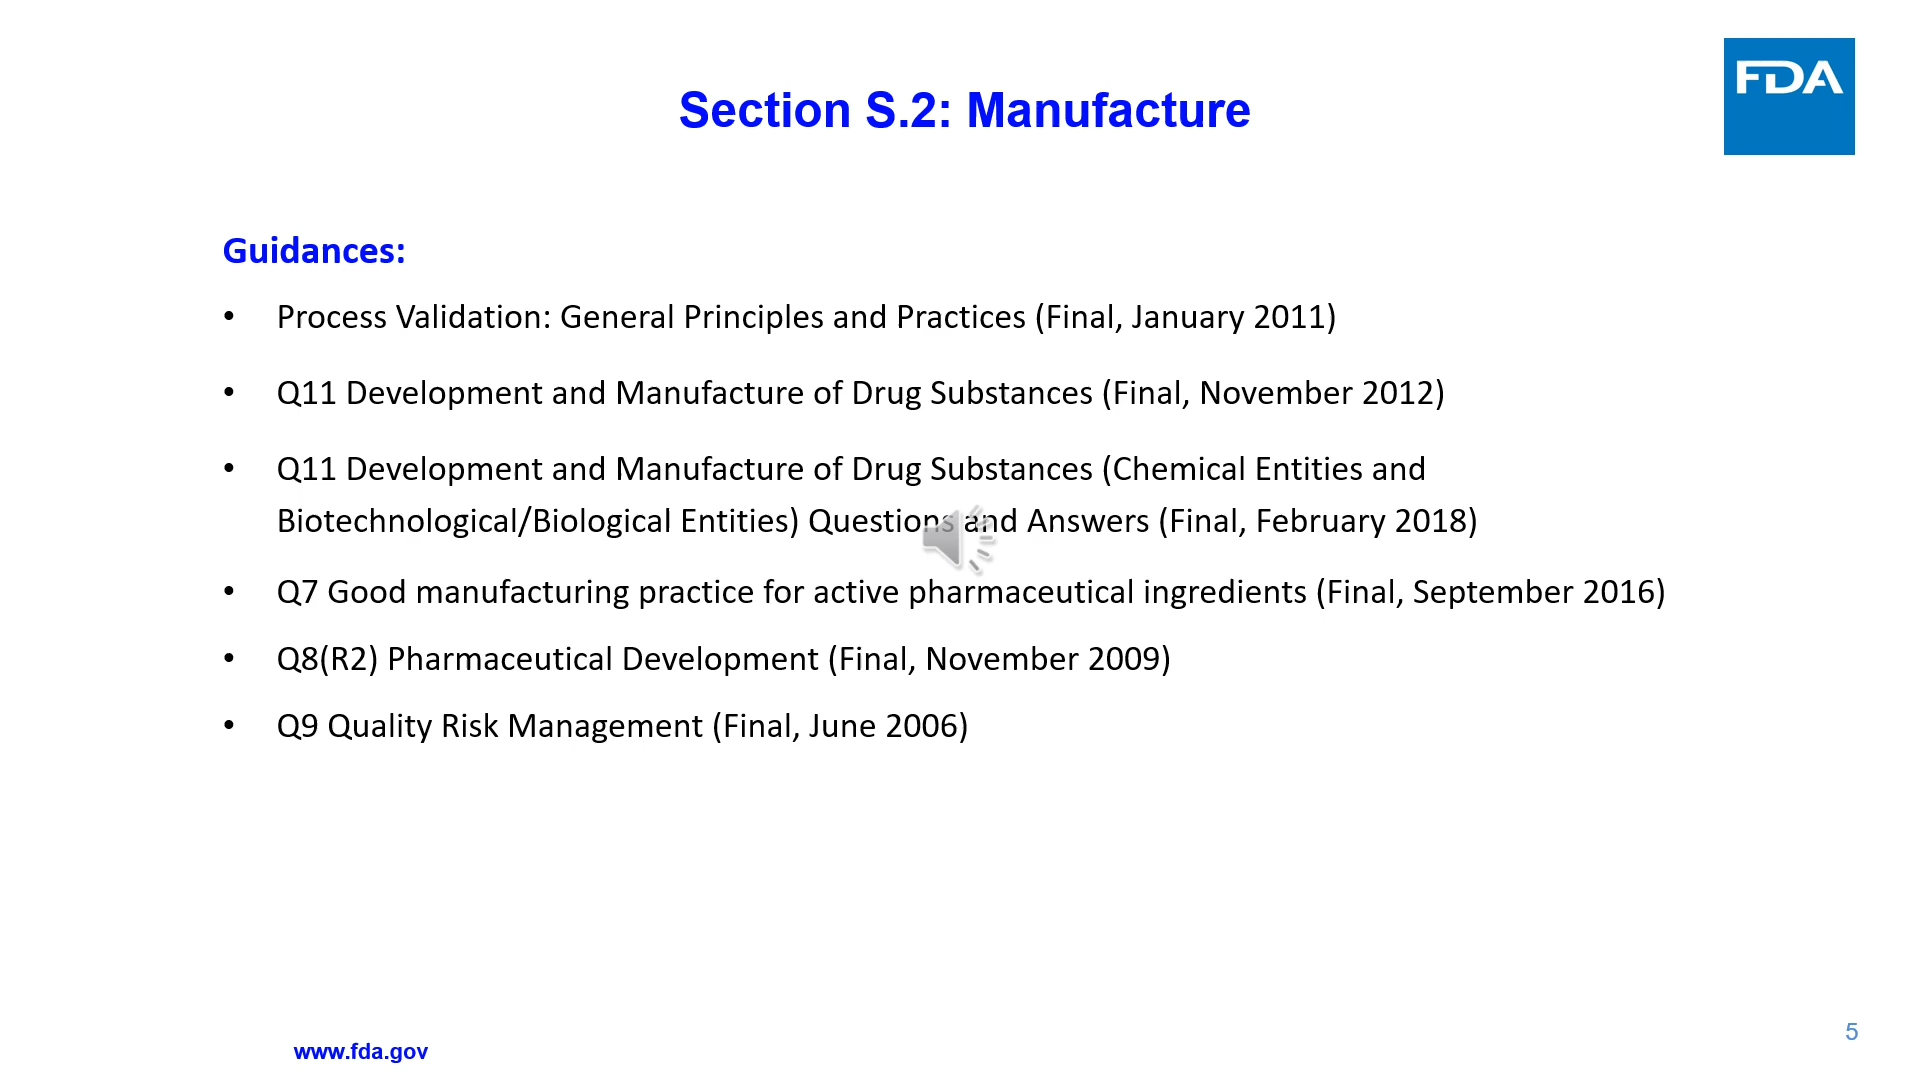 FDA
Section S.2: Manufacture
Guidances:
• Process Validation: General Principles and Practices (Final, January 2011)
• Q11 Development and Manufacture of Drug Substances (Final, November 2012)
• Q11 Development and Manufacture of Drug Substances (Chemical Entities and
Biotechnological/Biological Entities) Questions and Answers (Final, February 2018)
• Q7 Good manufacturing practice for active pharmaceutical ingredients (Final, September 2016)
• Q8(R2) Pharmaceutical Development (Final, November 2009)
• Q9 Quality Risk Management (Final, June 2006)
www.fda.gov
5